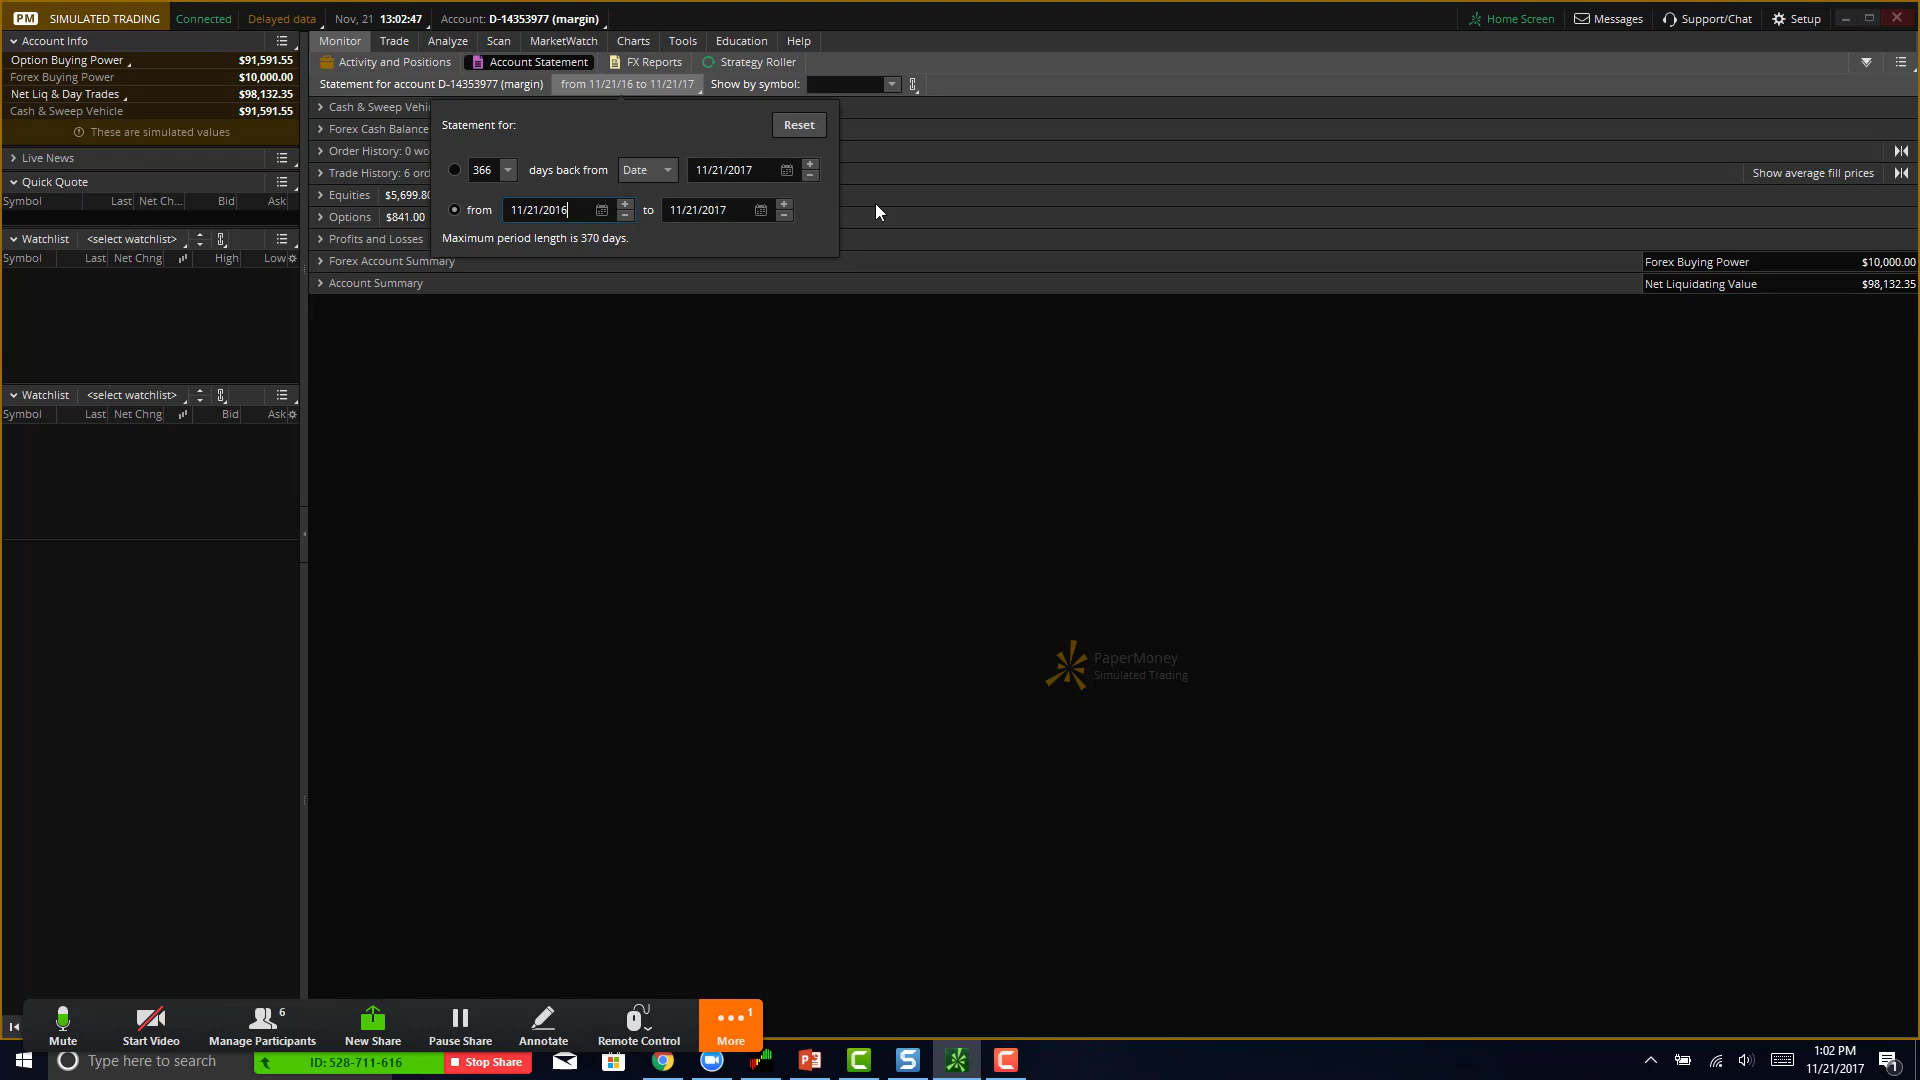 PM SIMULATED TRADING Connected Delayed data Nov, 21 13:02:47 Account: D-14353977 (margin) Home Screen Messages Support/Chat Setup
Account Info
Option Buying Power $91,591.55
Forex Buying Power $10,000.00
Net Liq & Day Trades $98,132.35
Cash & Sweep Vehicle $91,591.55
These are simulated values
Live News
Quick Quote
Symbol Net Ch... Bid Ask
Watchlist <select watchlist>
Symbol Last Net Chng High Low
Watchlist <select watchlist>
Symbol Last Net Chng Bid Ask
Monitor Trade Analyze Scan MarketWatch Charts Tools Education Help
Activity and Positions Account Statement FX Reports Strategy Roller
Statement for account D-14353977 (margin) from 11/21/16 to 11/21/17 Show by symbol:
Cash & Sweep Vehi
Forex Cash Balance
Order History: 0 wo
Trade History: 6 ord Show average fill prices
Equities $5,699.80
Options $841.00
Profits and Losses
Forex Account Summary Forex Buying Power $10,000.00
Account Summary Net Liquidating Value $98,132.35
Statement for: Reset
366 days back from Date 11/21/2017
from 11/21/2016 to 11/21/2017
Maximum period length is 370 days.
PaperMoney
Simulated Trading
6 1
Mute Start Video Manage Participants New Share Pause Share Annotate Remote Control More
Type here to search ID: 528-711-616 Stop Share
1:02 PM
11/21/2017
1